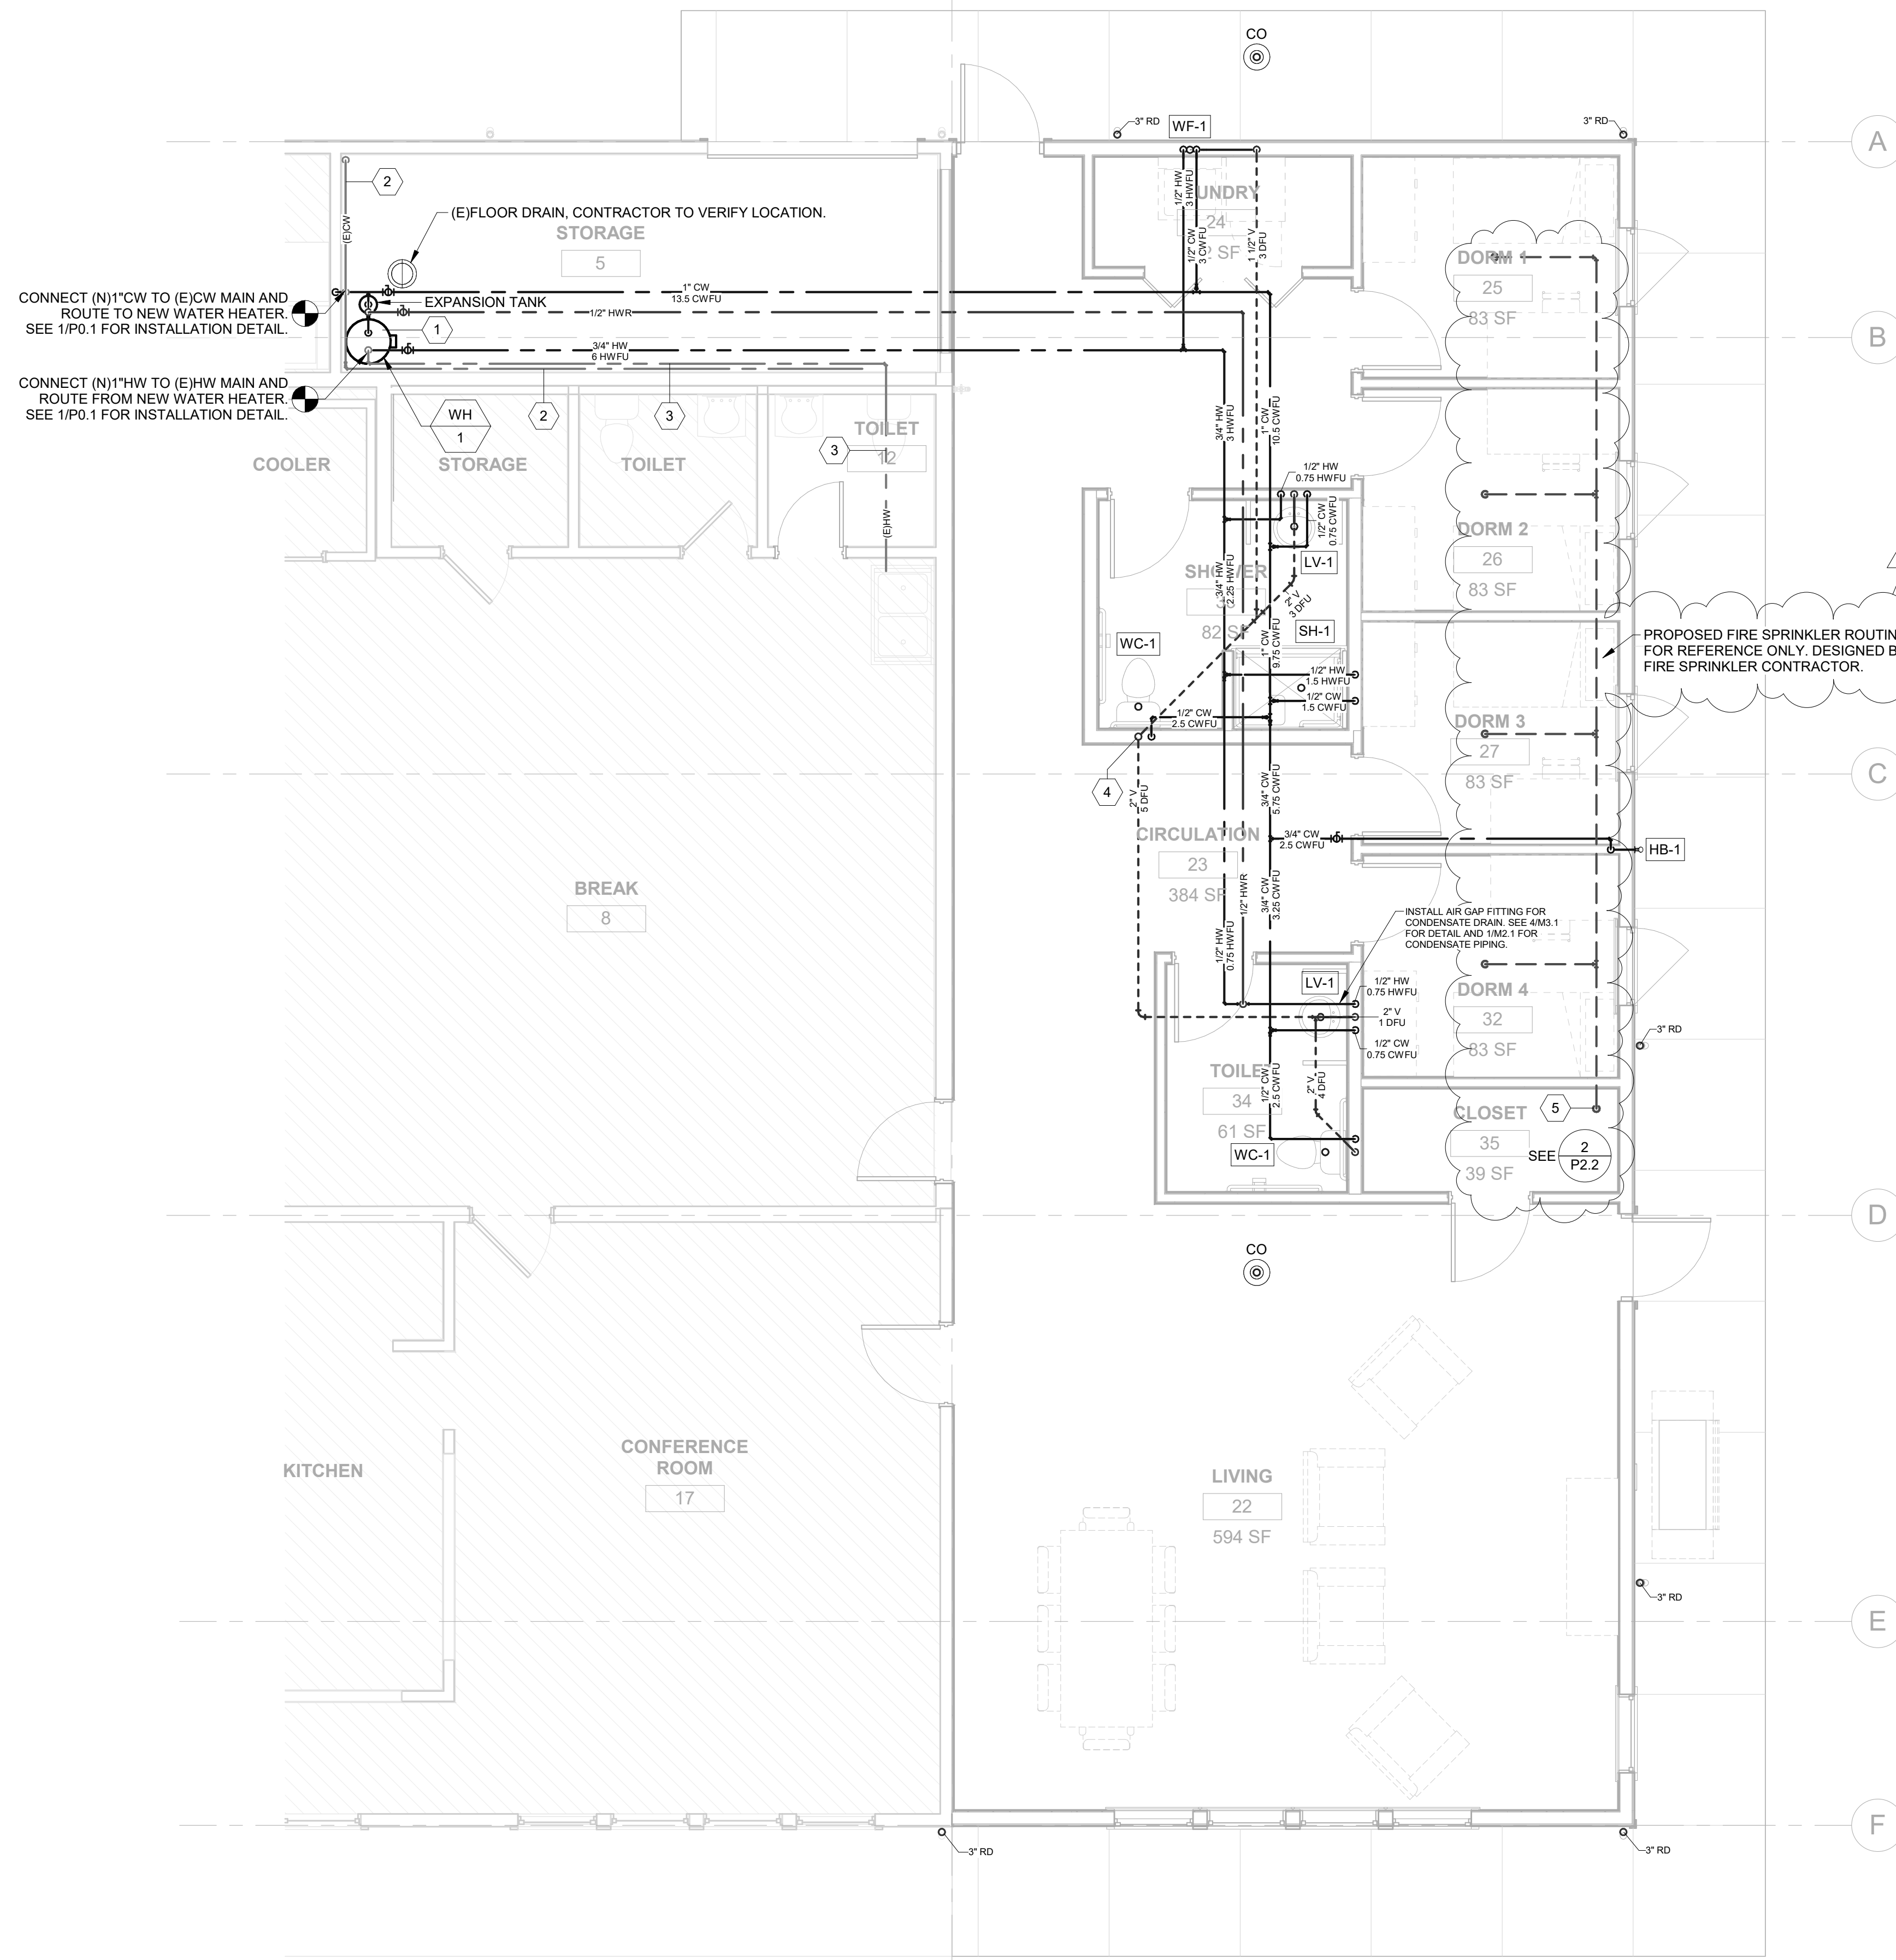 CO
3" RD
WF-1
3" RD
A
2
(E)FLOOR DRAIN, CONTRACTOR TO VERIFY LOCATION.
STORAGE
5
(E)CW
1/2" HW
3 HWFU
1/2" CW
3 CWFU
1 1/2" V
3 DFU
UNDRY
24
2 SF
DORM 1
25
83 SF
CONNECT (N)1"CW TO (E)CW MAIN AND
ROUTE TO NEW WATER HEATER.
SEE 1/P0.1 FOR INSTALLATION DETAIL.
EXPANSION TANK
1" CW
13.5 CWFU
1/2" HWR
1
3/4" HW
6 HWFU
B
CONNECT (N)1"HW TO (E)HW MAIN AND
ROUTE FROM NEW WATER HEATER.
SEE 1/P0.1 FOR INSTALLATION DETAIL.
WH
1
2
3
3
TOILET
12
COOLER
STORAGE
TOILET
(E)HW
3/4" HW
3 HWFU
1" CW
10.5 CWFU
1/2" HW
0.75 HWFU
1/2" CW
0.75 CWFU
LV-1
DORM 2
26
83 SF
SHOWER
82 SF
3/4" HW
2.25 HWFU
2" V
3 DFU
1" CW
9.75 CWFU
SH-1
WC-1
1/2" HW
1.5 HWFU
1/2" CW
1.5 CWFU
1/2" CW
2.5 CWFU
PROPOSED FIRE SPRINKLER ROUTIN
FOR REFERENCE ONLY. DESIGNED B
FIRE SPRINKLER CONTRACTOR.
DORM 3
27
83 SF
C
4
2" V
5 DFU
3/4" CW
5.75 CWFU
CIRCULATION
23
384 SF
3/4" CW
2.5 CWFU
HB-1
BREAK
8
1/2" HWR
3/4" CW
3.25 CWFU
1/2" HW
0.75 HWFU
INSTALL AIR GAP FITTING FOR
CONDENSATE DRAIN. SEE 4/M3.1
FOR DETAIL AND 1/M2.1 FOR
CONDENSATE PIPING.
LV-1
1/2" HW
0.75 HWFU
2" V
1 DFU
1/2" CW
0.75 CWFU
DORM 4
32
83 SF
3" RD
TOILET
34
61 SF
1/2" CW
2.5 CWFU
2" V
4 DFU
WC-1
CLOSET
35
39 SF
5
SEE
2
P2.2
D
CO
CONFERENCE
ROOM
17
KITCHEN
LIVING
22
594 SF
3" RD
E
F
3" RD
3" RD